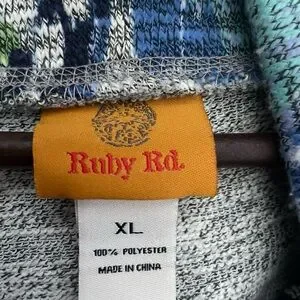 Ruby Rd.
XL
100% POLYESTER
MADE IN CHINA